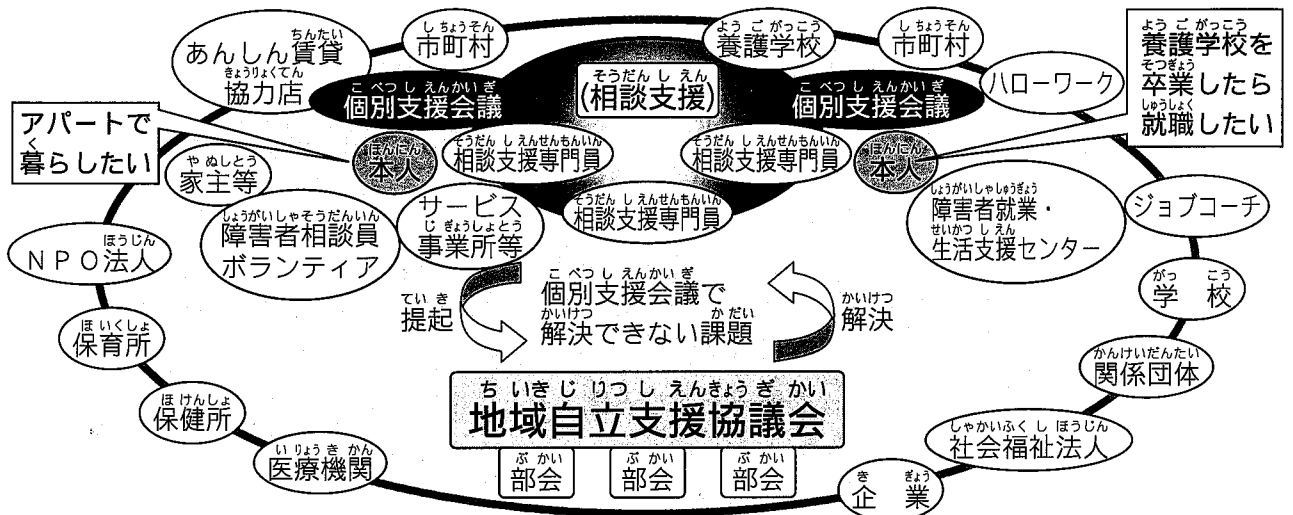 あんしん賃貸
協力店
市町村
養護学校
市町村
ハローワーク
養護学校を
卒業したら
就職したい
アパートで
暮らしたい
個別支援会議
(相談支援)
個別支援会議
本人
相談支援専門員
相談支援専門員
本人
相談支援専門員
家主等
障害者相談員
ボランティア
サービス
事業所等
障害者就業・
生活支援センター
ジョブコーチ
NPO法人
学校
提起
個別支援会議で
解決できない課題
解決
保育所
関係団体
保健所
地域自立支援協議会
社会福祉法人
医療機関
部会
部会
部会
企業